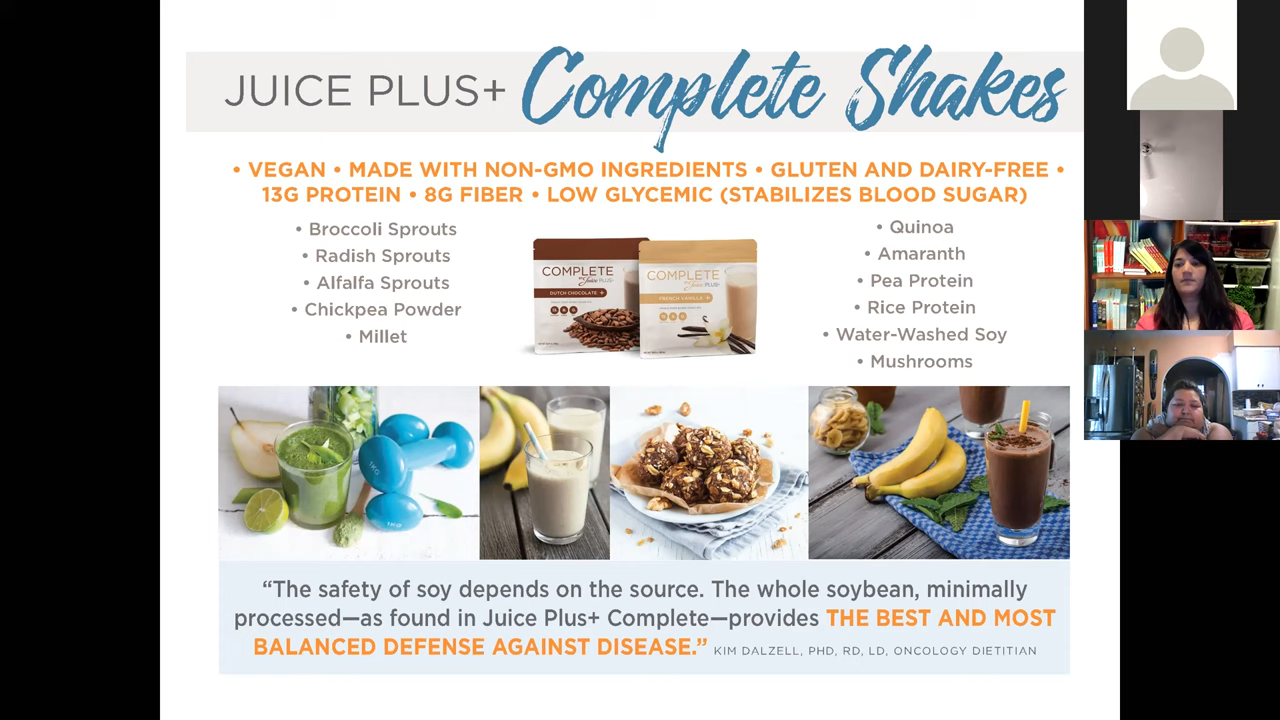 JUICE PLUS+ Complete Shakes
• VEGAN • MADE WITH NON-GMO INGREDIENTS • GLUTEN AND DAIRY-FREE •
13G PROTEIN • 8G FIBER • LOW GLYCEMIC (STABILIZES BLOOD SUGAR)
• Broccoli Sprouts
• Radish Sprouts
• Alfalfa Sprouts
• Chickpea Powder
• Millet
COMPLETE
BY Juice PLUS+
DUTCH CHOCOLATE +
COMPLETE
BY Juice PLUS+
FRENCH VANILLA +
• Quinoa
• Amaranth
• Pea Protein
• Rice Protein
• Water-Washed Soy
• Mushrooms
1KG
1KG
“The safety of soy depends on the source. The whole soybean, minimally
processed—as found in Juice Plus+ Complete—provides THE BEST AND MOST
BALANCED DEFENSE AGAINST DISEASE.” KIM DALZELL, PHD, RD, LD, ONCOLOGY DIETITIAN